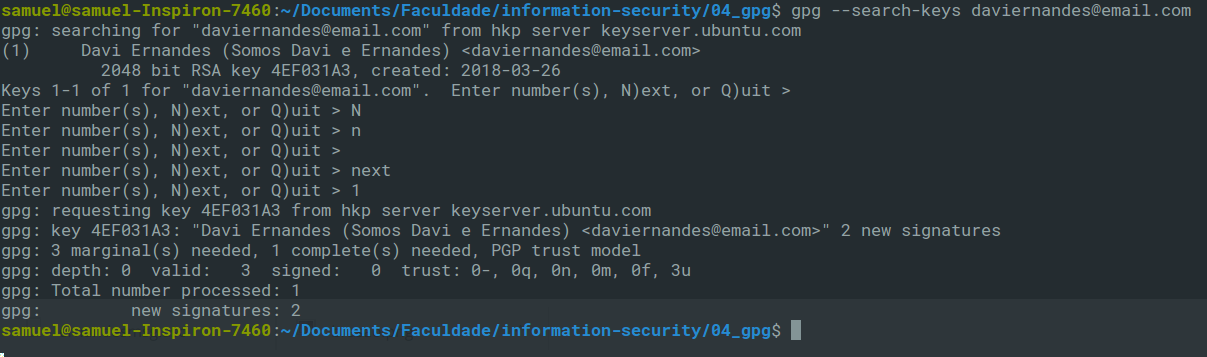 samuel@samuel-Inspiron-7460:~/Documents/Faculdade/information-security/04_gpg$ gpg --search-keys daviernandes@email.com
gpg: searching for "daviernandes@email.com" from hkp server keyserver.ubuntu.com
(1)     Davi Ernandes (Somos Davi e Ernandes) <daviernandes@email.com>
          2048 bit RSA key 4EF031A3, created: 2018-03-26
Keys 1-1 of 1 for "daviernandes@email.com".  Enter number(s), N)ext, or Q)uit >
Enter number(s), N)ext, or Q)uit > N
Enter number(s), N)ext, or Q)uit > n
Enter number(s), N)ext, or Q)uit >
Enter number(s), N)ext, or Q)uit > next
Enter number(s), N)ext, or Q)uit > 1
gpg: requesting key 4EF031A3 from hkp server keyserver.ubuntu.com
gpg: key 4EF031A3: "Davi Ernandes (Somos Davi e Ernandes) <daviernandes@email.com>" 2 new signatures
gpg: 3 marginal(s) needed, 1 complete(s) needed, PGP trust model
gpg: depth: 0  valid:   3  signed:   0  trust: 0-, 0q, 0n, 0m, 0f, 3u
gpg: Total number processed: 1
gpg:         new signatures: 2
samuel@samuel-Inspiron-7460:~/Documents/Faculdade/information-security/04_gpg$